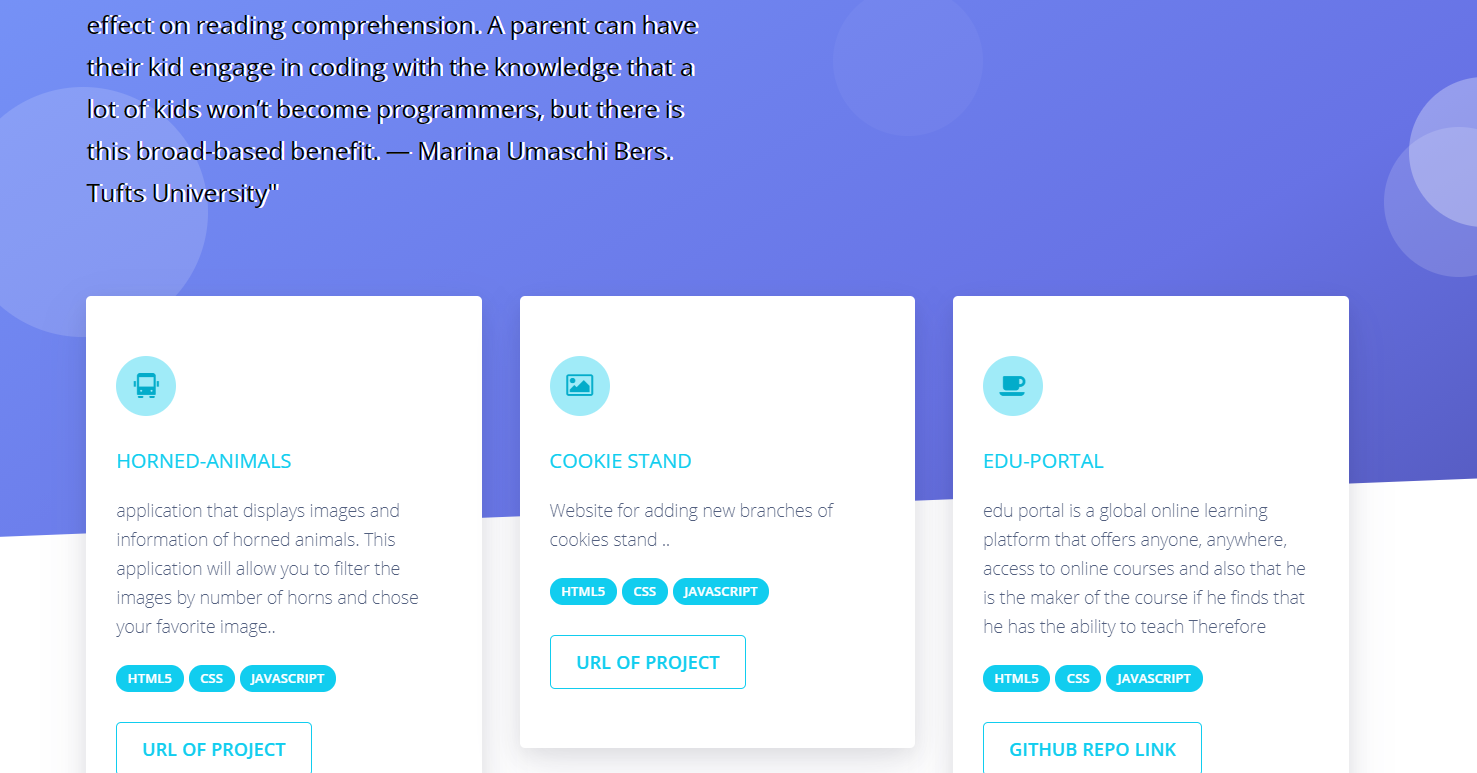 effect on reading comprehension. A parent can have
their kid engage in coding with the knowledge that a
lot of kids won’t become programmers, but there is
this broad-based benefit. — Marina Umaschi Bers.
Tufts University"
HORNED-ANIMALS
application that displays images and
information of horned animals. This
application will allow you to filter the
images by number of horns and chose
your favorite image..
HTML5 CSS JAVASCRIPT
URL OF PROJECT
COOKIE STAND
Website for adding new branches of
cookies stand ..
HTML5 CSS JAVASCRIPT
URL OF PROJECT
EDU-PORTAL
edu portal is a global online learning
platform that offers anyone, anywhere,
access to online courses and also that he
is the maker of the course if he finds that
he has the ability to teach Therefore
HTML5 CSS JAVASCRIPT
GITHUB REPO LINK